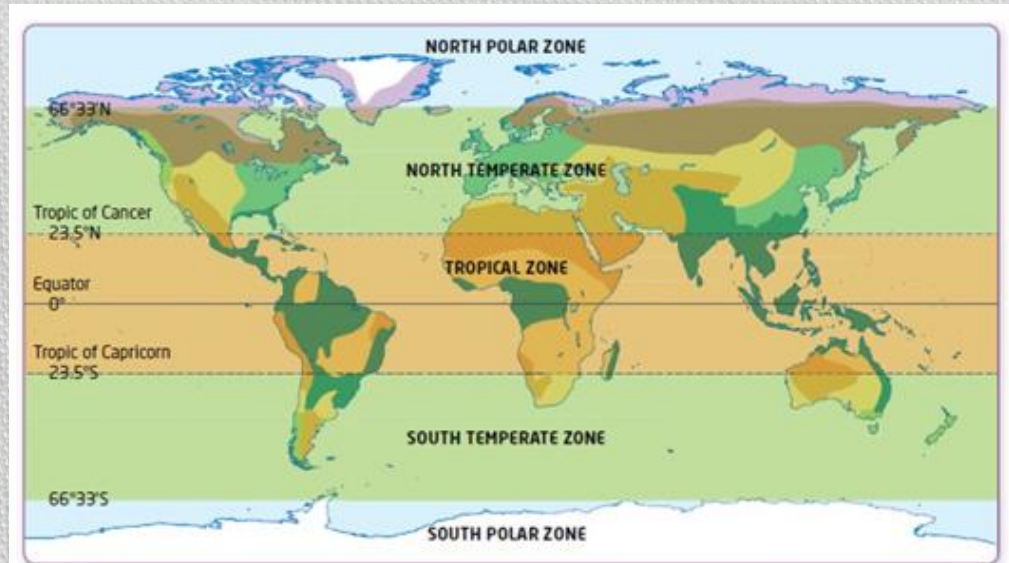 NORTH POLAR ZONE
66°33'N
NORTH TEMPERATE ZONE
Tropic of Cancer
23.5°N
TROPICAL ZONE
Equator
0°
Tropic of Capricorn
23.5°S
SOUTH TEMPERATE ZONE
66°33'S
SOUTH POLAR ZONE